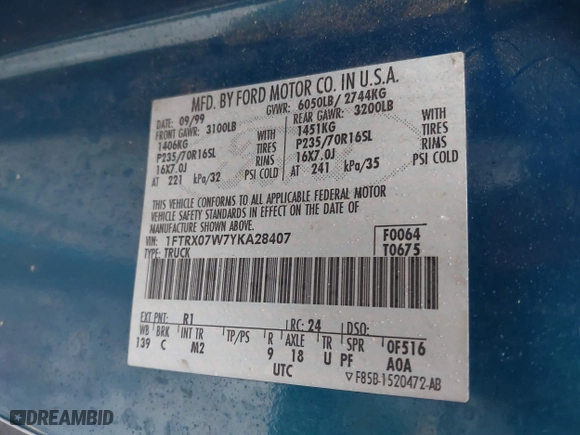 MFD. BY FORD MOTOR CO. IN U.S.A.
DATE: 09/99 GVWR: 6050LB/ 2744KG
FRONT GAWR: 3100LB REAR GAWR: 3200LB
1406KG WITH 1451KG WITH
P235/70R16SL TIRES P235/70R16SL TIRES
16X7.0J RIMS 16X7.0J RIMS
AT 221 kPa/32 PSI COLD AT 241 kPa/35 PSI COLD
THIS VEHICLE CONFORMS TO ALL APPLICABLE FEDERAL MOTOR
VEHICLE SAFETY STANDARDS IN EFFECT ON THE DATE OF
MANUFACTURE SHOWN ABOVE.
VIN: 1FTRX07W7YKA28407 F0064
TYPE: TRUCK T0675
EXT PNT: R1 RC: 24 DSO:
WB BRK INT TR TP/PS R AXLE TR SPR 0F516
139 C M2 9 18 U PF A0A
UTC ▽ F85B-1520472-AB
DREAMBID